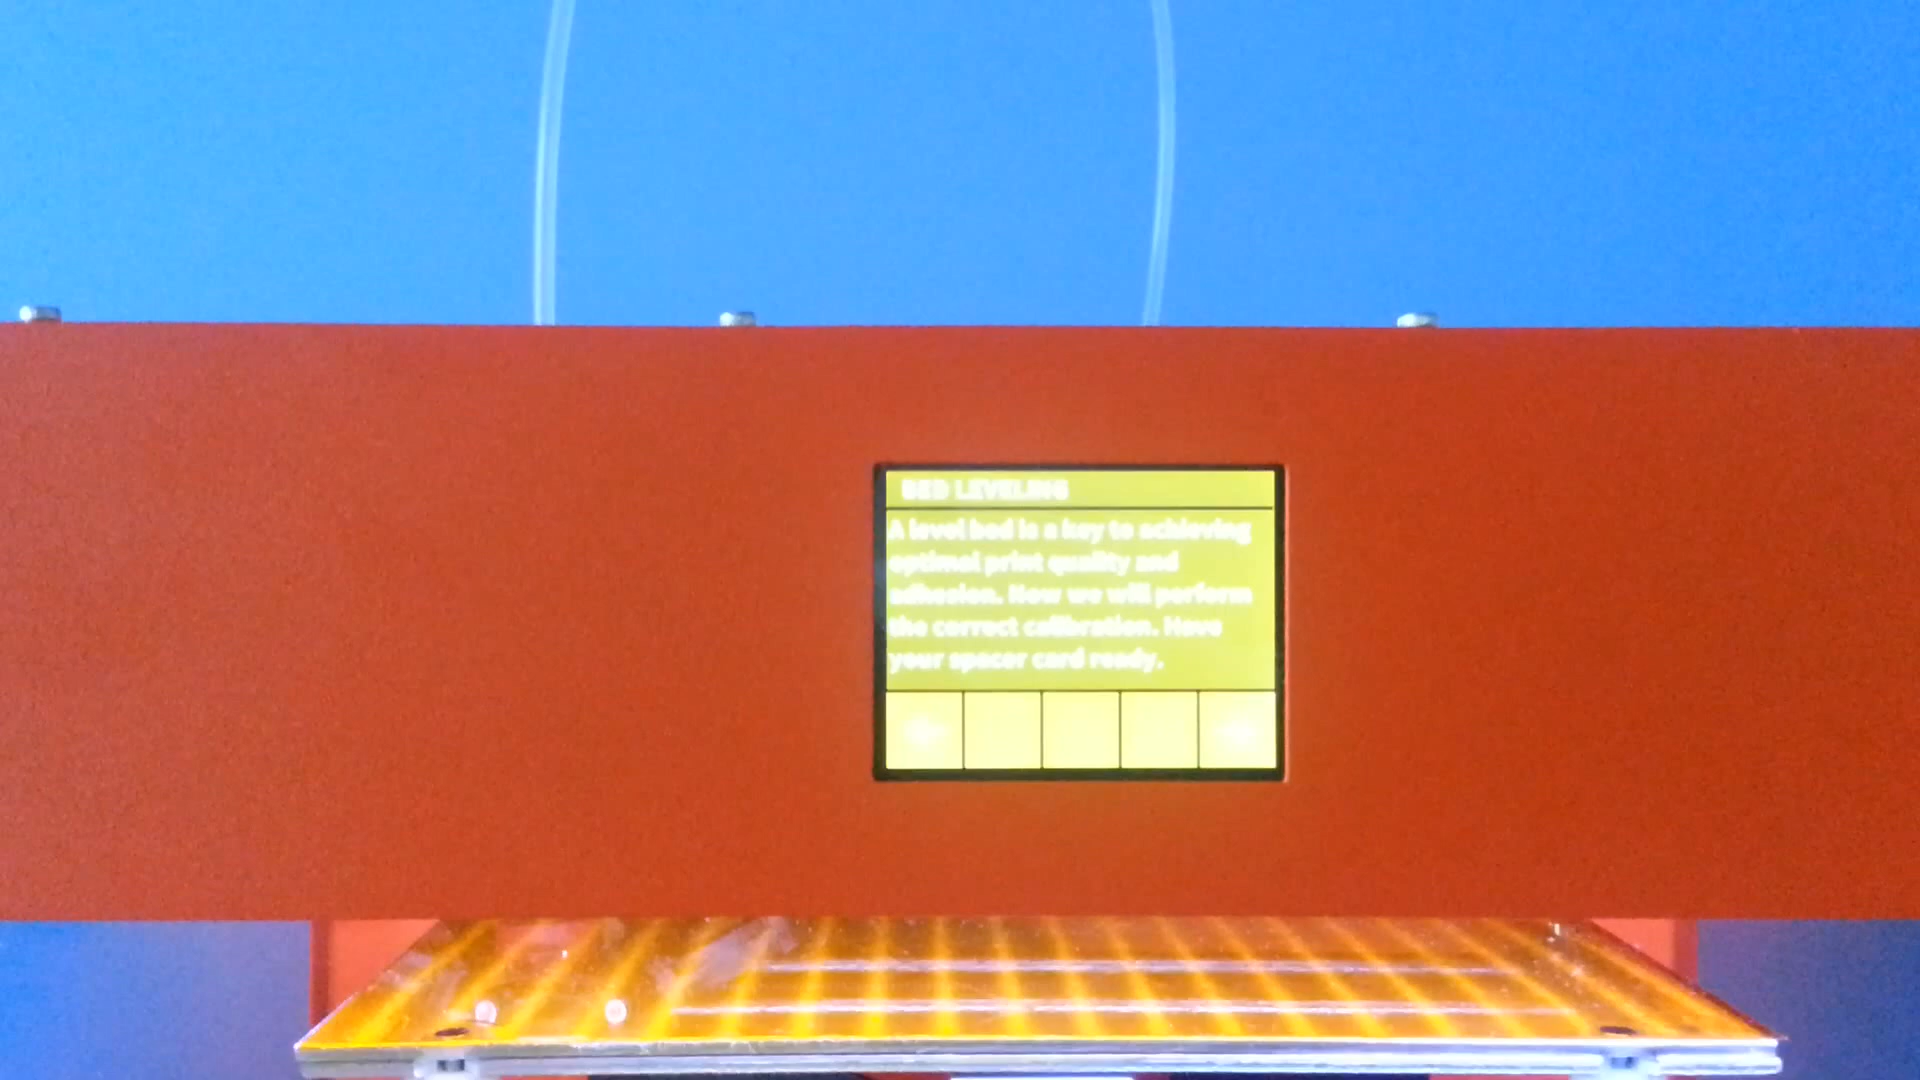 BED LEVELING
A level bed is a key to achieving
optimal print quality and
adhesion. Now we will perform
the correct calibration. Have
your spacer card ready.